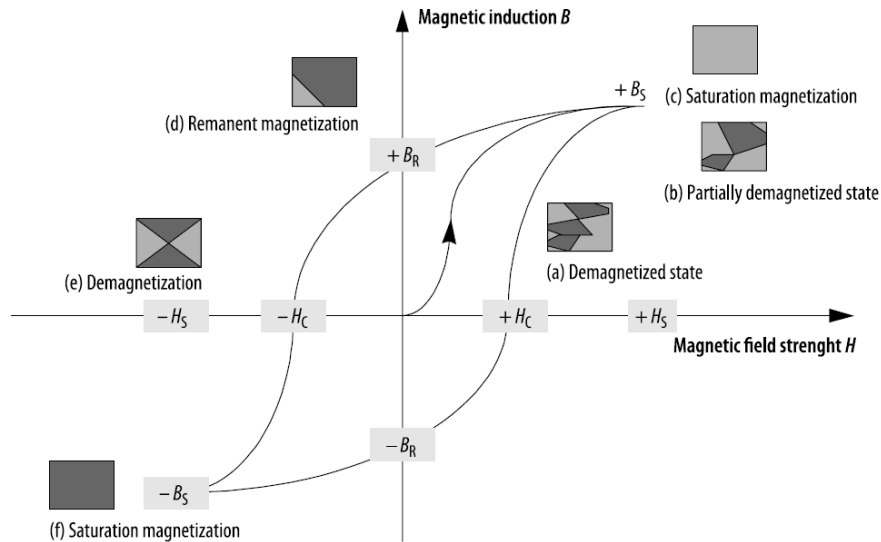 Magnetic induction B
+ B_S
(c) Saturation magnetization
(d) Remanent magnetization
+ B_R
(b) Partially demagnetized state
(e) Demagnetization
(a) Demagnetized state
− H_S
− H_C
+ H_C
+ H_S
Magnetic field strenght H
− B_R
− B_S
(f) Saturation magnetization